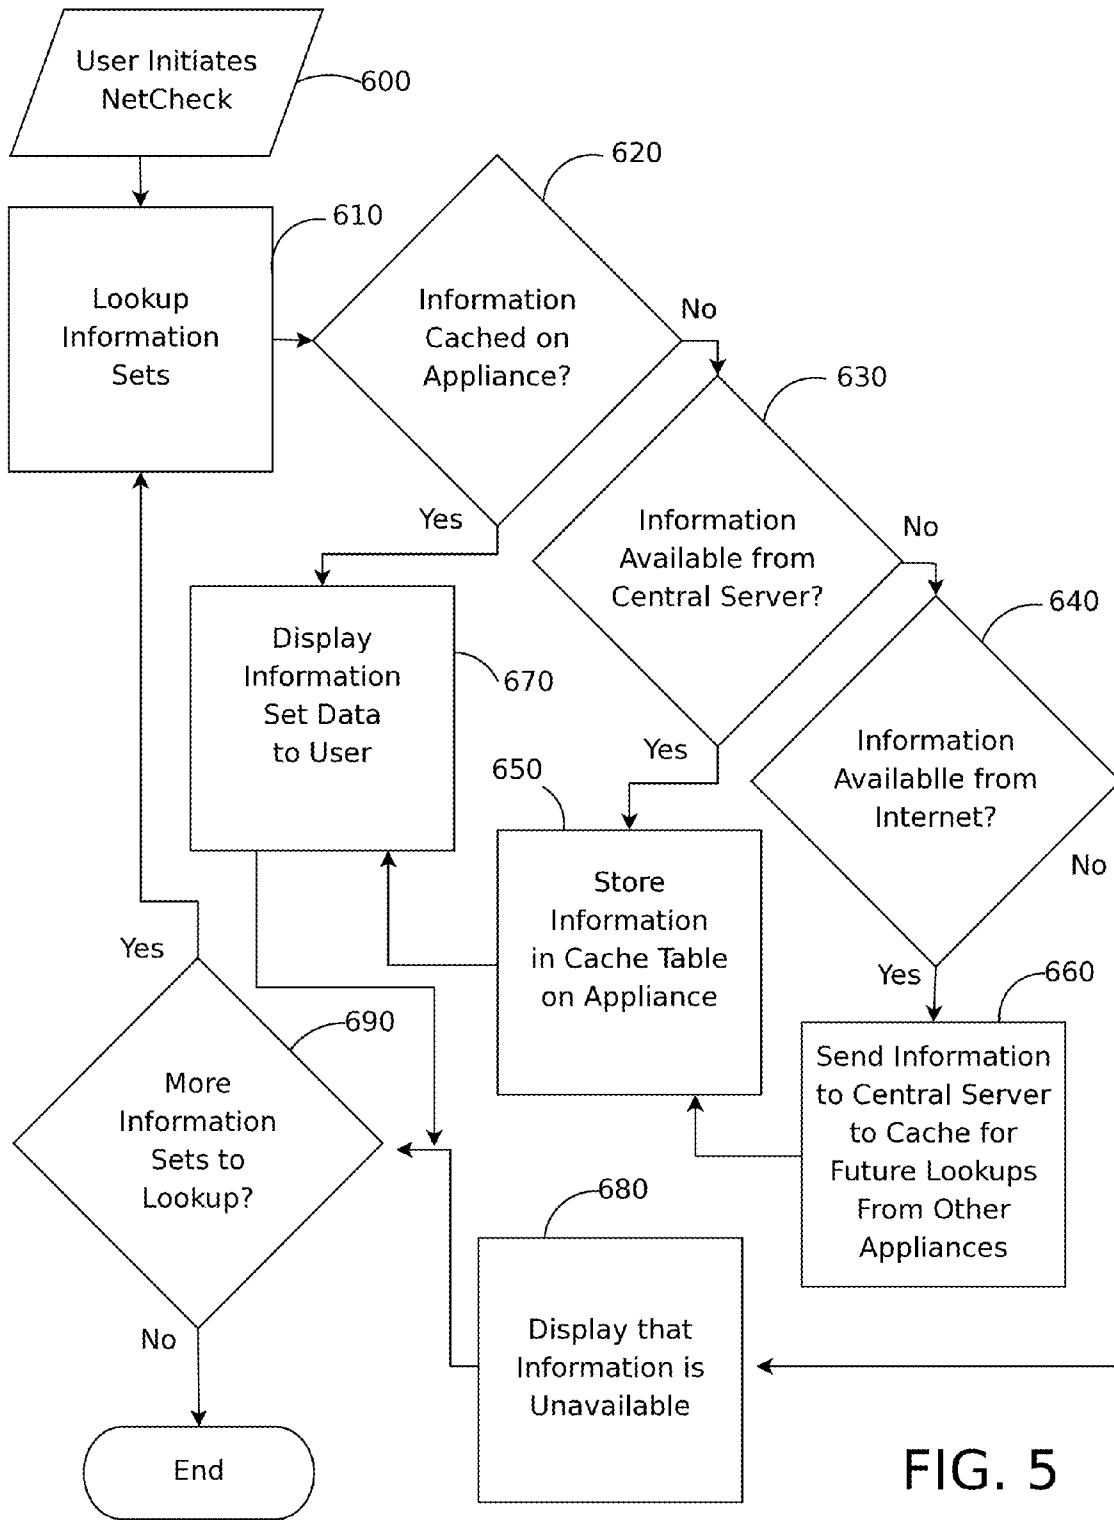 User Initiates
NetCheck
600
620
610
Lookup
Information
Sets
Information
Cached on
Appliance?
No
630
Yes
Information
Available from
Central Server?
No
640
Display
Information
Set Data
to User
670
Yes
650
Information
Availablle from
Internet?
No
Store
Information
in Cache Table
on Appliance
Yes
Yes
660
690
More
Information
Sets to
Lookup?
Send Information
to Central Server
to Cache for
Future Lookups
From Other
Appliances
680
No
Display that
Information is
Unavailable
End
FIG. 5